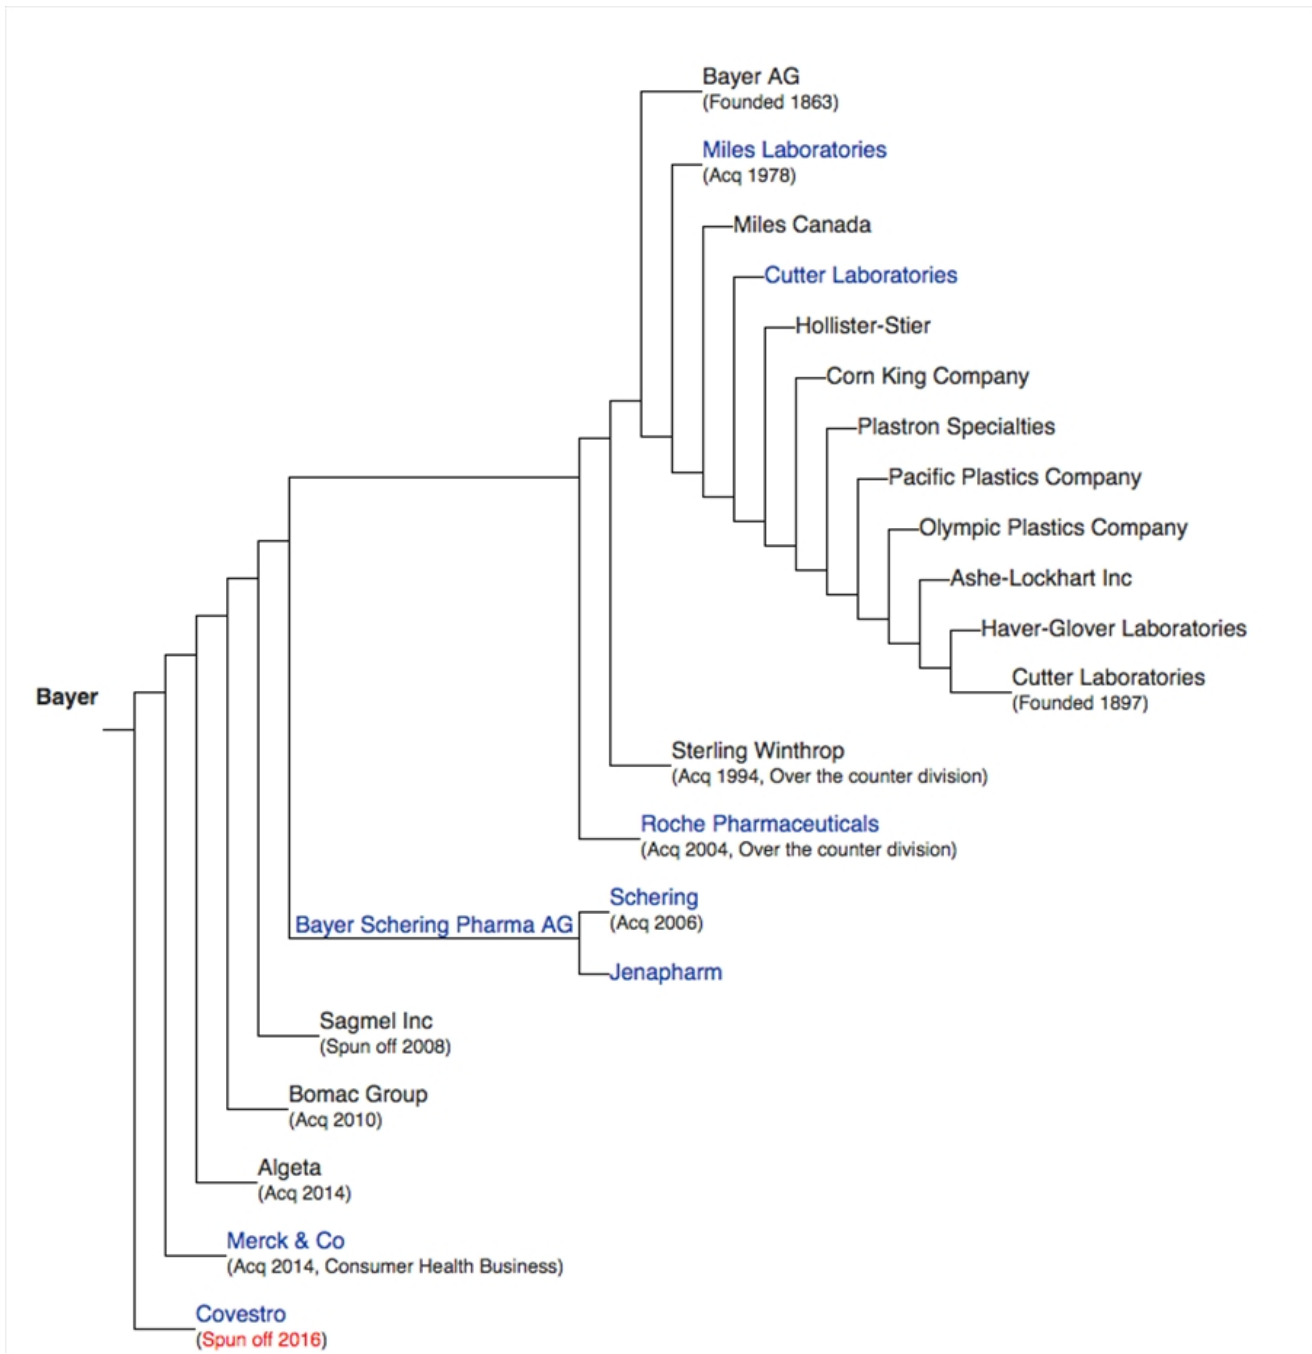 Bayer AG
(Founded 1863)
Miles Laboratories
(Acq 1978)
Miles Canada
Cutter Laboratories
Hollister-Stier
Corn King Company
Plastron Specialties
Pacific Plastics Company
Olympic Plastics Company
Ashe-Lockhart Inc
Haver-Glover Laboratories
Cutter Laboratories
(Founded 1897)
Bayer
Sterling Winthrop
(Acq 1994, Over the counter division)
Roche Pharmaceuticals
(Acq 2004, Over the counter division)
Bayer Schering Pharma AG
Schering
(Acq 2006)
Jenapharm
Sagmel Inc
(Spun off 2008)
Bomac Group
(Acq 2010)
Algeta
(Acq 2014)
Merck & Co
(Acq 2014, Consumer Health Business)
Covestro
(Spun off 2016)